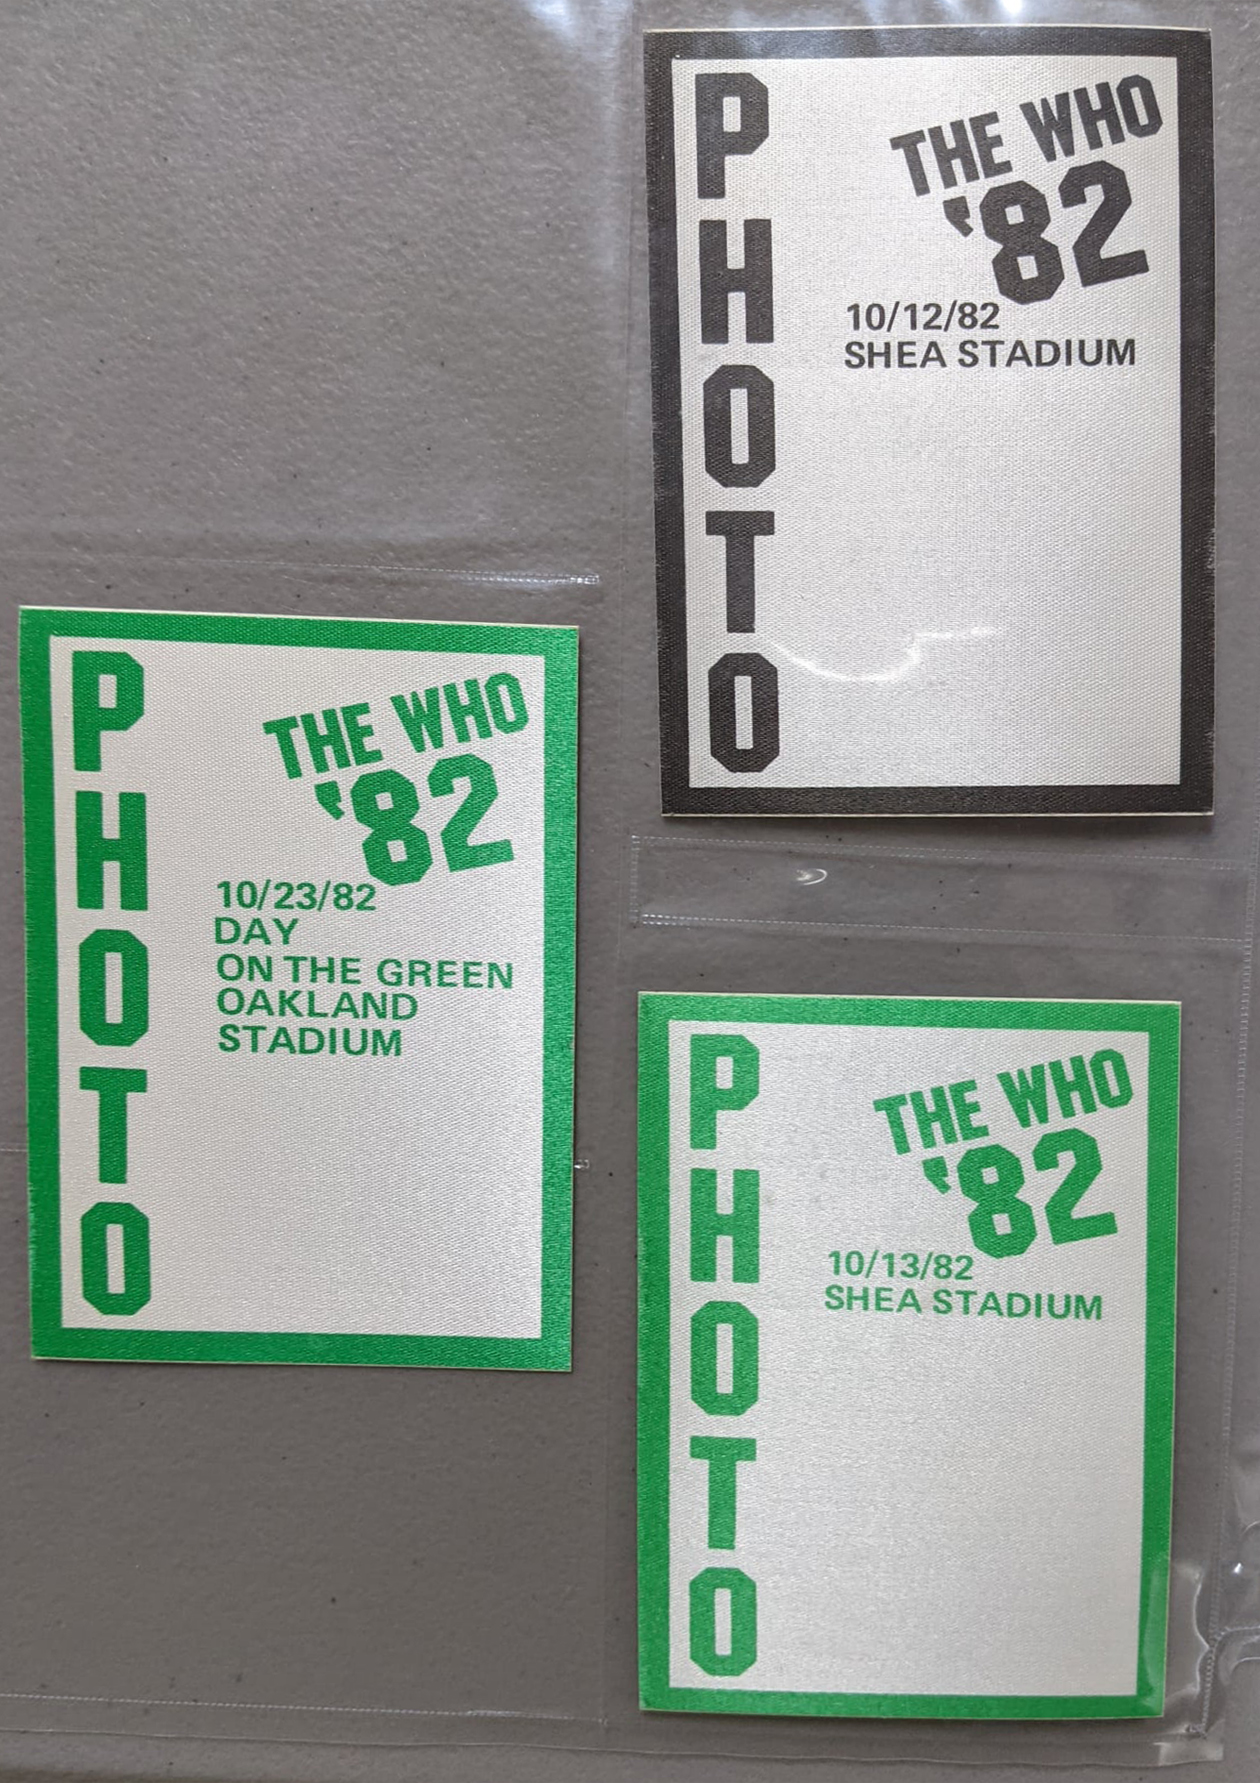 PHOTO
THE WHO
'82
10/12/82
SHEA STADIUM
PHOTO
THE WHO
'82
10/23/82
DAY
ON THE GREEN
OAKLAND
STADIUM
PHOTO
THE WHO
'82
10/13/82
SHEA STADIUM